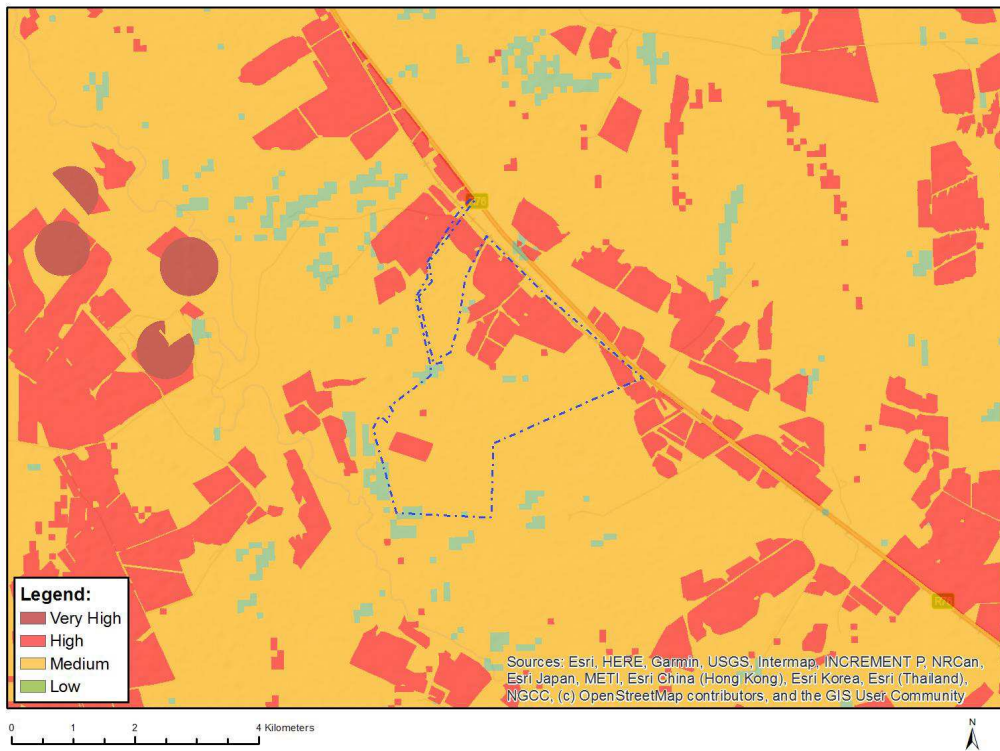 Legend:
Very High
High
Medium
Low
Sources: Esri, HERE, Garmin, USGS, Intermap, INCREMENT P, NRCan,
Esri Japan, METI, Esri China (Hong Kong), Esri Korea, Esri (Thailand),
NGCC, (c) OpenStreetMap contributors, and the GIS User Community
0 1 2 4 Kilometers
N